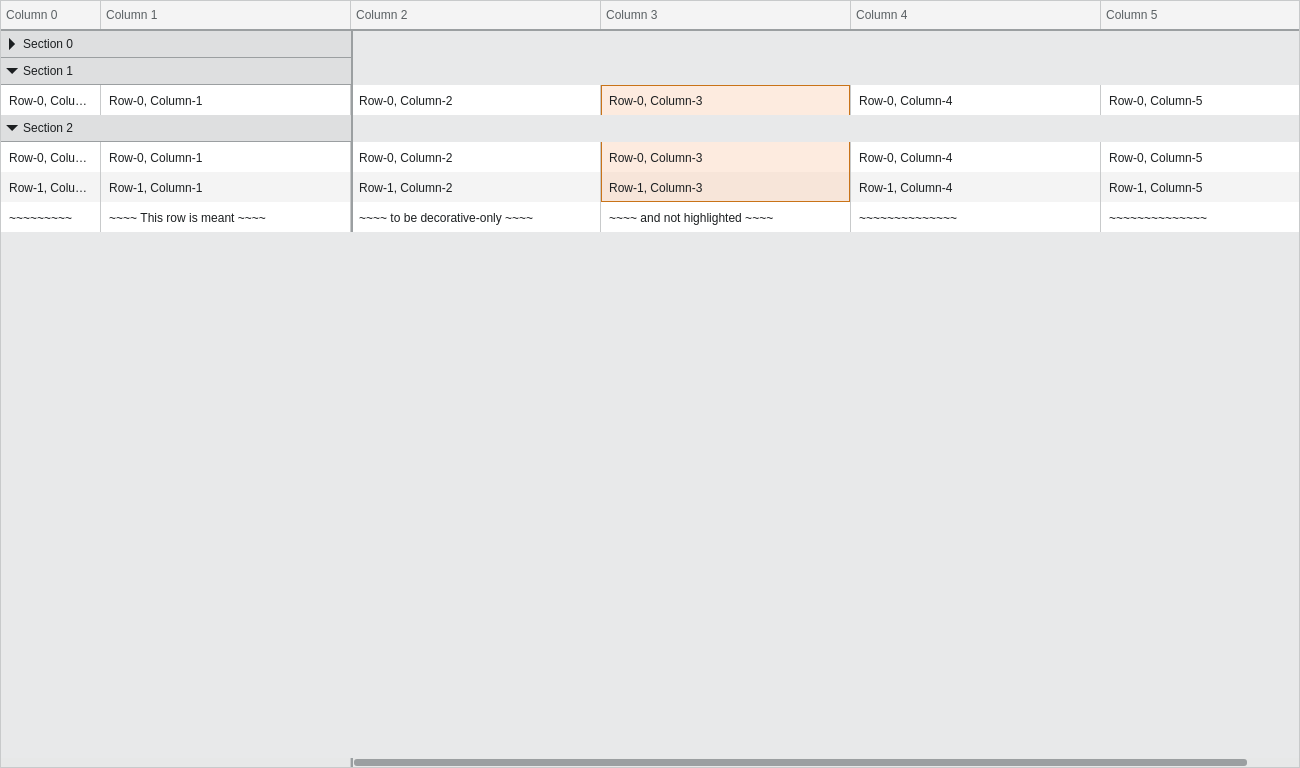 Column 0 Column 1 Column 2 Column 3 Column 4 Column 5
Section 0
Section 1
Row-0, Colu… Row-0, Column-1 Row-0, Column-2 Row-0, Column-3 Row-0, Column-4 Row-0, Column-5
Section 2
Row-0, Colu… Row-0, Column-1 Row-0, Column-2 Row-0, Column-3 Row-0, Column-4 Row-0, Column-5
Row-1, Colu… Row-1, Column-1 Row-1, Column-2 Row-1, Column-3 Row-1, Column-4 Row-1, Column-5
~~~~~~~~~ ~~~~ This row is meant ~~~~ ~~~~ to be decorative-only ~~~~ ~~~~ and not highlighted ~~~~ ~~~~~~~~~~~~~~ ~~~~~~~~~~~~~~